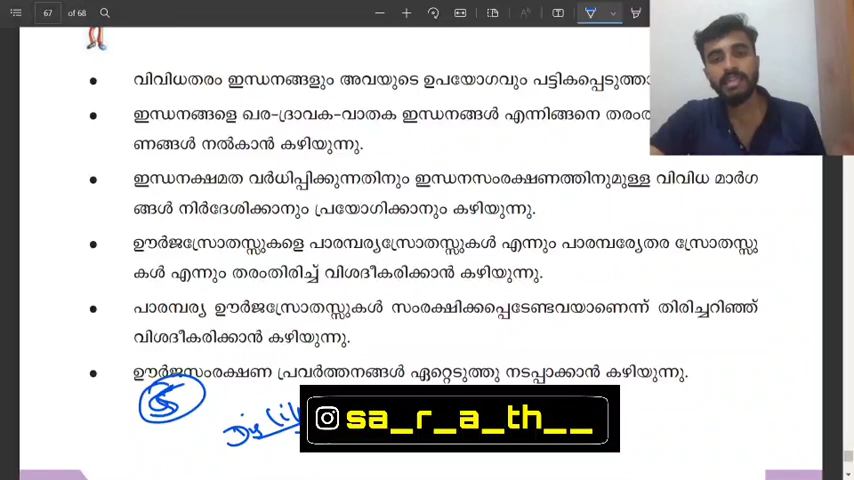 67 of 68
വിവിധതരം ഇന്ധനങ്ങളും അവയുടെ ഉപയോഗവും പട്ടികപ്പെടുത്താ
ഇന്ധനങ്ങളെ ഖര-ദ്രാവക-വാതക ഇന്ധനങ്ങൾ എന്നിങ്ങനെ
ണങ്ങൾ നൽകാൻ കഴിയുന്നു.
ഇന്ധനക്ഷമത വർധിപ്പിക്കുന്നതിനും ഇന്ധനസംരക്ഷണത്തിനുമുള്ള വിവിധ മാർഗ
ങ്ങൾ നിർദേശിക്കാനും പ്രയോഗിക്കാനും കഴിയുന്നു.
ഊർജസ്രോതസ്സുകളെ പാരമ്പര്യസ്രോതസ്സുകൾ എന്നും പാരമ്പര്യേതര സ്രോതസ്സു
കൾ എന്നും തരംതിരിച്ച് വിശദീകരിക്കാൻ കഴിയുന്നു.
പാരമ്പര്യ ഊർജസ്രോതസ്സുകൾ സംരക്ഷിക്കപ്പെടേണ്ടവയാണെന്ന് തിരിച്ചറിഞ്ഞ്
വിശദീകരിക്കാൻ കഴിയുന്നു.
ഊർജസംരക്ഷണ പ്രവർത്തനങ്ങൾ ഏറ്റെടുത്തു നടപ്പാക്കാൻ കഴിയുന്നു.
sa_r_a_th__